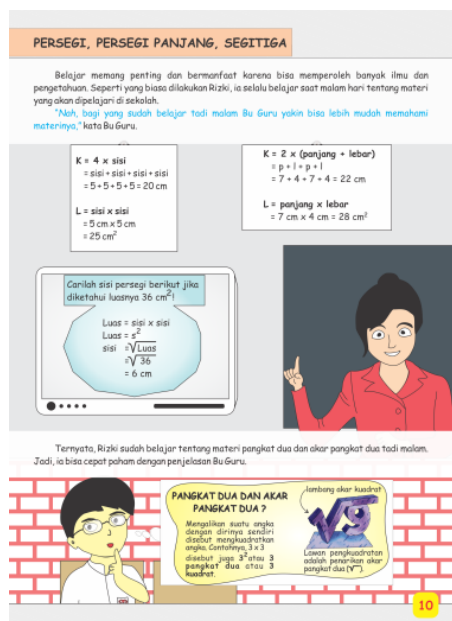 PERSEGI, PERSEGI PANJANG, SEGITIGA
Belajar memang penting dan bermanfaat karena bisa memperoleh banyak ilmu dan
pengetahuan. Seperti yang biasa dilakukan Rizki, ia selalu belajar saat malam hari tentang materi
yang akan dipelajari di sekolah.
"Nah, bagi yang sudah belajar tadi malam Bu Guru yakin bisa lebih mudah memahami
materinya," kata Bu Guru.
K = 4 x sisi
= sisi + sisi + sisi + sisi
= 5 + 5 + 5 + 5 = 20 cm
L = sisi x sisi
= 5 cm x 5 cm
= 25 cm²
K = 2 x (panjang + lebar)
= p + l + p + l
= 7 + 4 + 7 + 4 = 22 cm
L = panjang x lebar
= 7 cm x 4 cm = 28 cm²
Carilah sisi persegi berikut jika
diketahui luasnya 36 cm²!
Luas = sisi x sisi
Luas = s²
sisi = √Luas
= √36
= 6 cm
Ternyata, Rizki sudah belajar tentang materi pangkat dua dan akar pangkat dua tadi malam.
Jadi, ia bisa cepat paham dengan penjelasan Bu Guru.
PANGKAT DUA DAN AKAR
PANGKAT DUA ?
Mengalikan suatu angka
dengan dirinya sendiri
disebut mengkuadratkan
angka. Contohnya, 3 x 3
disebut juga 3² atau 3
pangkat dua atau 3
kuadrat.
lambang akar kuadrat
√9
Lawan pengkuadratan
adalah penarikan akar
pangkat dua (√‾).
10